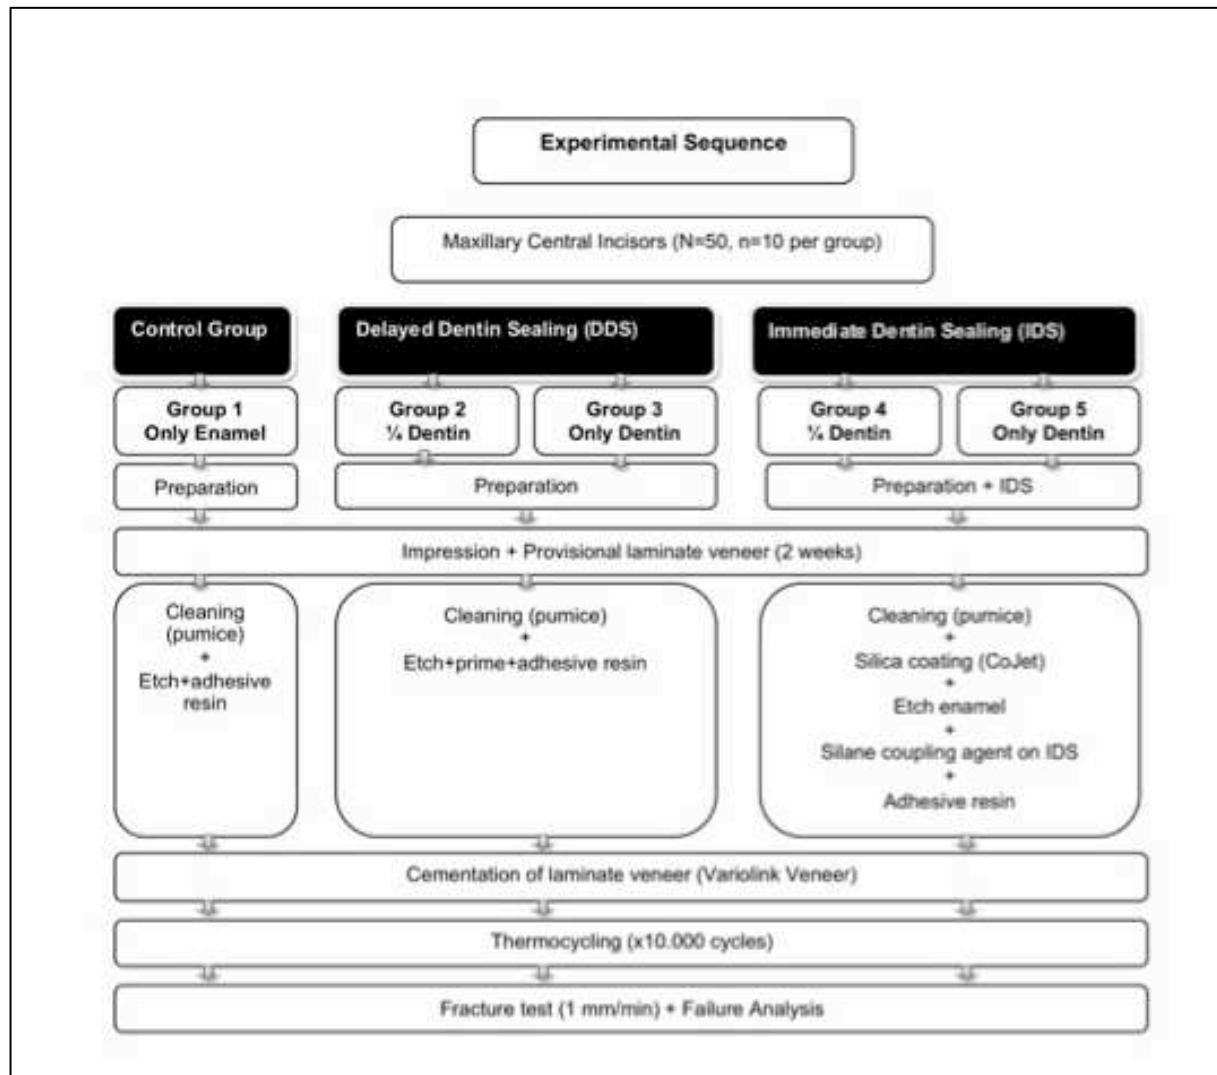 Experimental Sequence
Maxillary Central Incisors (N=50, n=10 per group)
Control Group
Delayed Dentin Sealing (DDS)
Immediate Dentin Sealing (IDS)
Group 1
Only Enamel
Group 2
¼ Dentin
Group 3
Only Dentin
Group 4
¼ Dentin
Group 5
Only Dentin
Preparation
Preparation
Preparation + IDS
Impression + Provisional laminate veneer (2 weeks)
Cleaning
(pumice)
+
Etch+adhesive
resin
Cleaning (pumice)
+
Etch+prime+adhesive resin
Cleaning (pumice)
+
Silica coating (CoJet)
+
Etch enamel
+
Silane coupling agent on IDS
+
Adhesive resin
Cementation of laminate veneer (Variolink Veneer)
Thermocycling (x10.000 cycles)
Fracture test (1 mm/min) + Failure Analysis